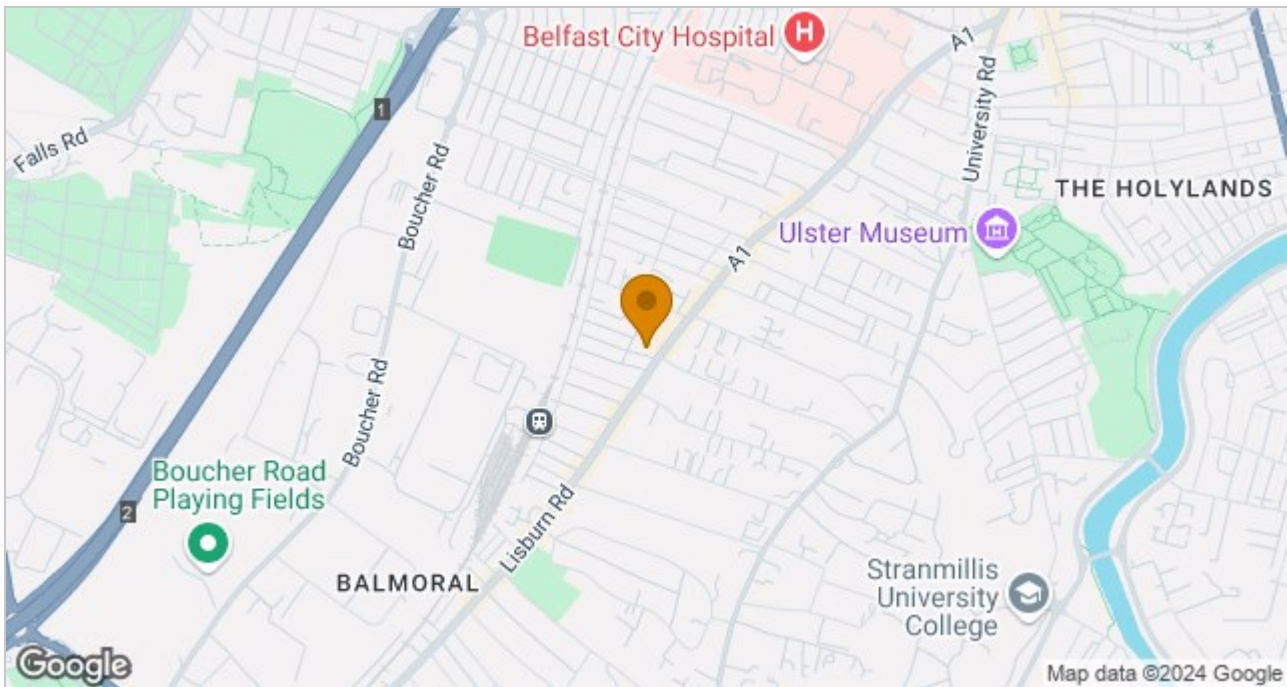 Belfast City Hospital
H
A1
University Rd
1
Falls Rd
Boucher Rd
THE HOLYLANDS
Ulster Museum
A1
Boucher Rd
Boucher Road
Playing Fields
2
Lisburn Rd
BALMORAL
Stranmillis
University
College
Google
Map data ©2024 Google